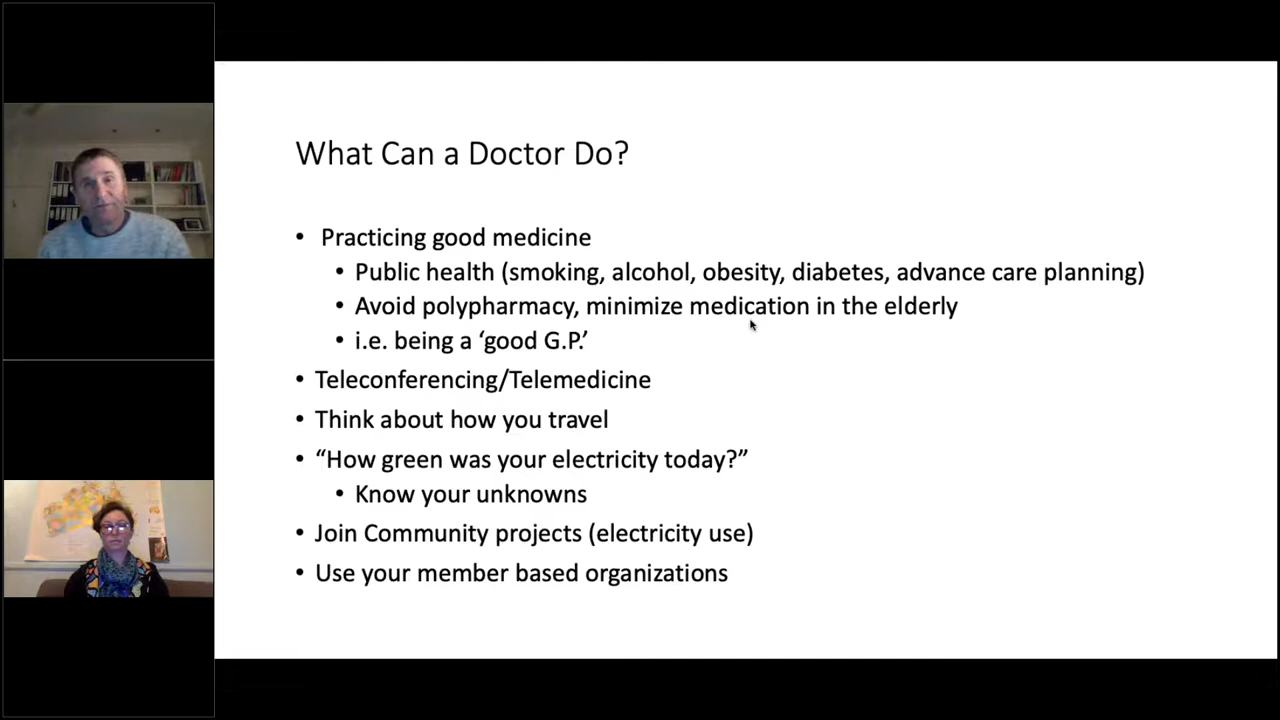 What Can a Doctor Do?
• Practicing good medicine
• Public health (smoking, alcohol, obesity, diabetes, advance care planning)
• Avoid polypharmacy, minimize medication in the elderly
• i.e. being a ‘good G.P.’
• Teleconferencing/Telemedicine
• Think about how you travel
• “How green was your electricity today?”
• Know your unknowns
• Join Community projects (electricity use)
• Use your member based organizations